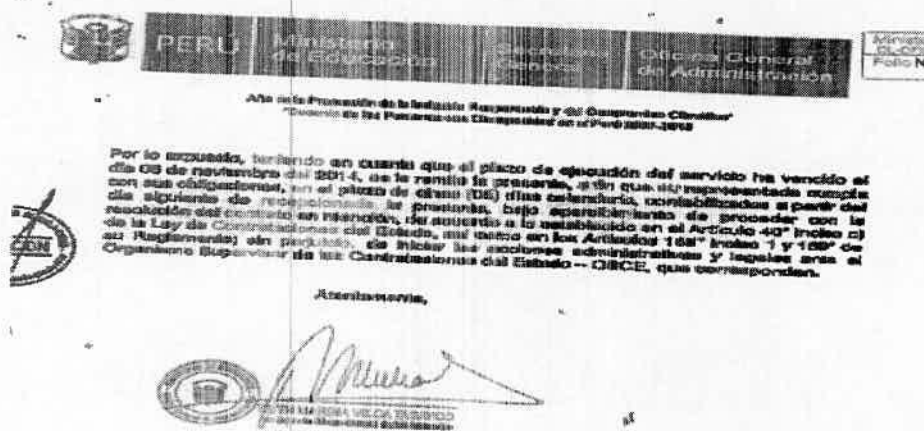 PERÚ Ministerio de Educación Secretaría Oficina General de Administración
Folio N
"Año de la Promoción de la Industria Responsable y del Compromiso Climático"
"Decenio de las Personas con Discapacidad en el Perú 2007-2016"
Por lo expuesto, teniendo en cuenta que el plazo de ejecución del servicio ha vencido el
día 03 de noviembre del 2014, se le remite la presente, a fin que su representada cumpla
con sus obligaciones, en el plazo de cinco (05) días calendario, contabilizados a partir del
día siguiente de recepcionada la presente, bajo apercibimiento de proceder con la
resolución del contrato en mención, de acuerdo a lo establecido en el Artículo 40° inciso c)
de la Ley de Contrataciones del Estado, así como en los Artículos 168° inciso 1 y 169° de
su Reglamento; sin perjuicio, de iniciar las acciones administrativas y legales ante el
Organismo Supervisor de las Contrataciones del Estado – OSCE, que correspondan.
Atentamente,